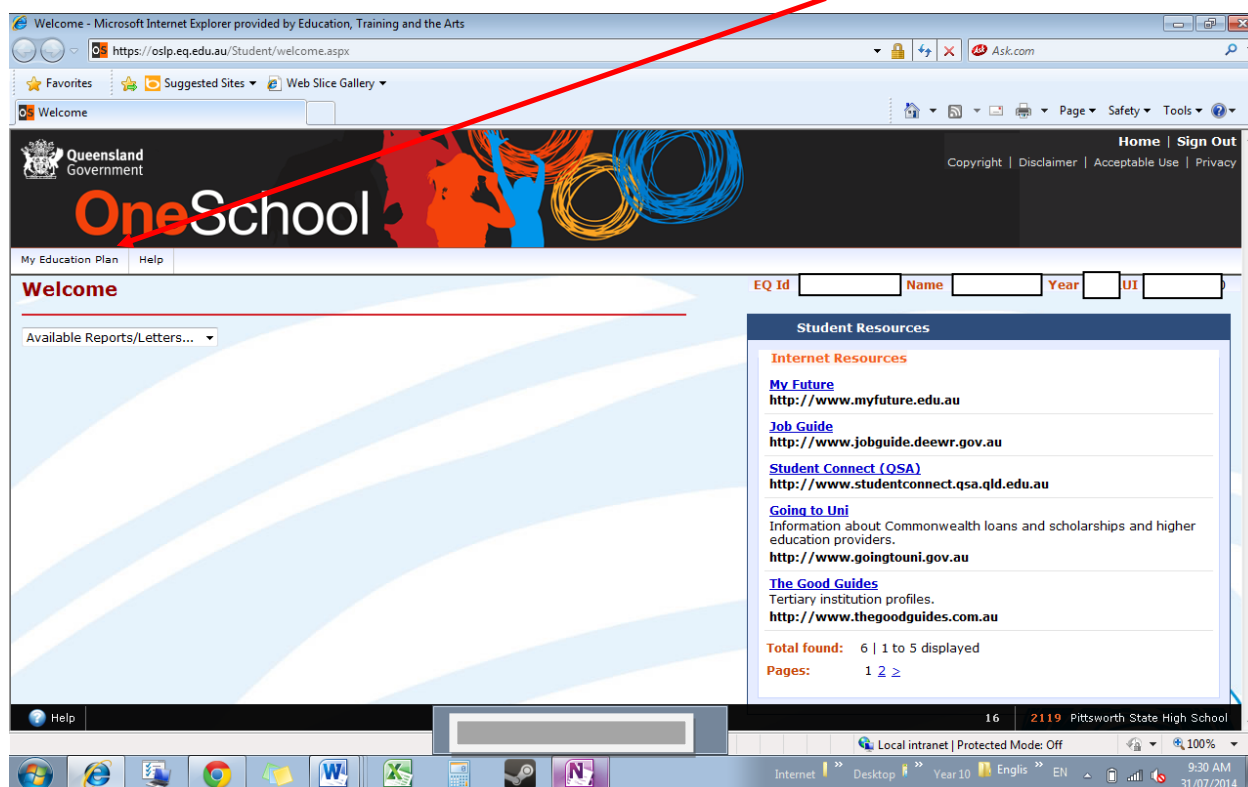 Welcome - Microsoft Internet Explorer provided by Education, Training and the Arts
https://oslp.eq.edu.au/Student/welcome.aspx
Ask.com
Favorites Suggested Sites Web Slice Gallery
Welcome
Page Safety Tools
Queensland
Government
OneSchool
Home | Sign Out
Copyright | Disclaimer | Acceptable Use | Privacy
My Education Plan Help
Welcome
EQ Id Name Year UI
Available Reports/Letters...
Student Resources
Internet Resources
My Future
http://www.myfuture.edu.au
Job Guide
http://www.jobguide.deewr.gov.au
Student Connect (QSA)
http://www.studentconnect.qsa.qld.edu.au
Going to Uni
Information about Commonwealth loans and scholarships and higher
education providers.
http://www.goingtouni.gov.au
The Good Guides
Tertiary institution profiles.
http://www.thegoodguides.com.au
Total found: 6 | 1 to 5 displayed
Pages: 1 2 >
Help
16 2119 Pittsworth State High School
Local intranet | Protected Mode: Off 100%
Internet Desktop Year 10 Englis EN 9:30 AM
31/07/2014